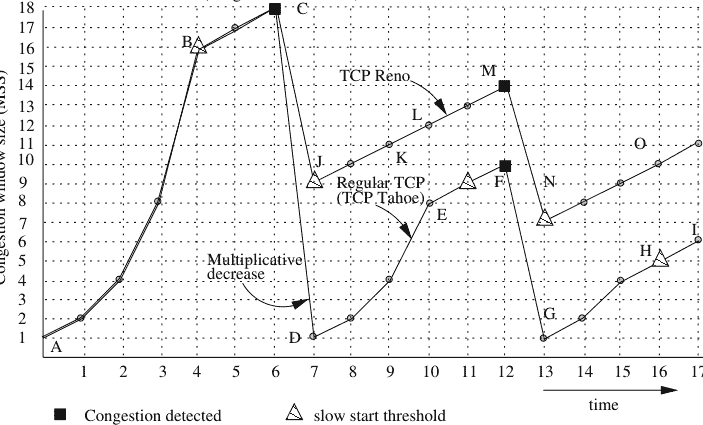 18 C
17
16 B
15
14 TCP Reno M
13
12 L
11 K
10 J O
9 Regular TCP F N
8 (TCP Tahoe) E
7
6 I
5 Multiplicative H
4 decrease
3
2 G
1 A D
Congestion window size (MSS)
1 2 3 4 5 6 7 8 9 10 11 12 13 14 15 16 17
time
Congestion detected slow start threshold